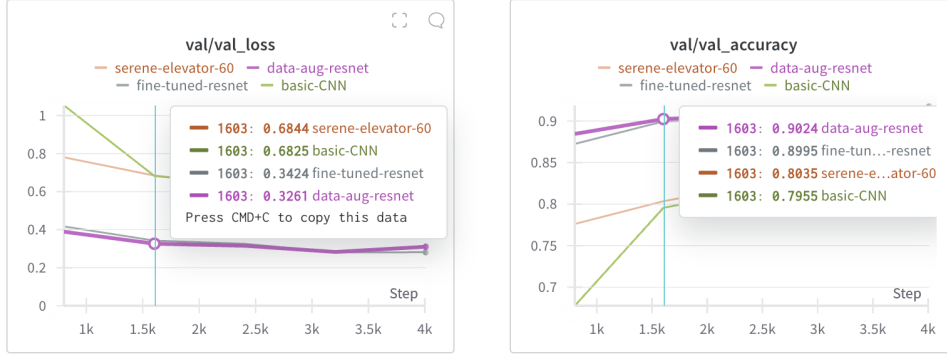 val/val_loss
serene-elevator-60 data-aug-resnet
fine-tuned-resnet basic-CNN
1
0.8
0.6
0.4
0.2
0
1603: 0.6844 serene-elevator-60
1603: 0.6825 basic-CNN
1603: 0.3424 fine-tuned-resnet
1603: 0.3261 data-aug-resnet
Press CMD+C to copy this data
Step
1k 1.5k 2k 2.5k 3k 3.5k 4k
val/val_accuracy
serene-elevator-60 data-aug-resnet
fine-tuned-resnet basic-CNN
0.9
0.85
0.8
0.75
0.7
1603: 0.9024 data-aug-resnet
1603: 0.8995 fine-tun...-resnet
1603: 0.8035 serene-e...ator-60
1603: 0.7955 basic-CNN
Step
1k 1.5k 2k 2.5k 3k 3.5k 4k